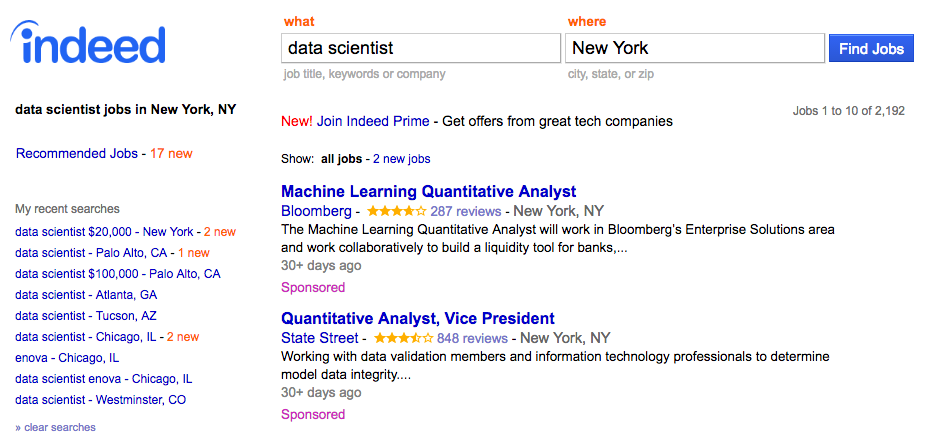 indeed
what
where
data scientist
New York
Find Jobs
job title, keywords or company
city, state, or zip
data scientist jobs in New York, NY
Recommended Jobs - 17 new
My recent searches
data scientist $20,000 - New York - 2 new
data scientist - Palo Alto, CA - 1 new
data scientist $100,000 - Palo Alto, CA
data scientist - Atlanta, GA
data scientist - Tucson, AZ
data scientist - Chicago, IL - 2 new
enova - Chicago, IL
data scientist enova - Chicago, IL
data scientist - Westminster, CO
» clear searches
Jobs 1 to 10 of 2,192
New! Join Indeed Prime - Get offers from great tech companies
Show: all jobs - 2 new jobs
Machine Learning Quantitative Analyst
Bloomberg - 287 reviews - New York, NY
The Machine Learning Quantitative Analyst will work in Bloomberg's Enterprise Solutions area
and work collaboratively to build a liquidity tool for banks,...
30+ days ago
Sponsored
Quantitative Analyst, Vice President
State Street - 848 reviews - New York, NY
Working with data validation members and information technology professionals to determine
model data integrity....
30+ days ago
Sponsored